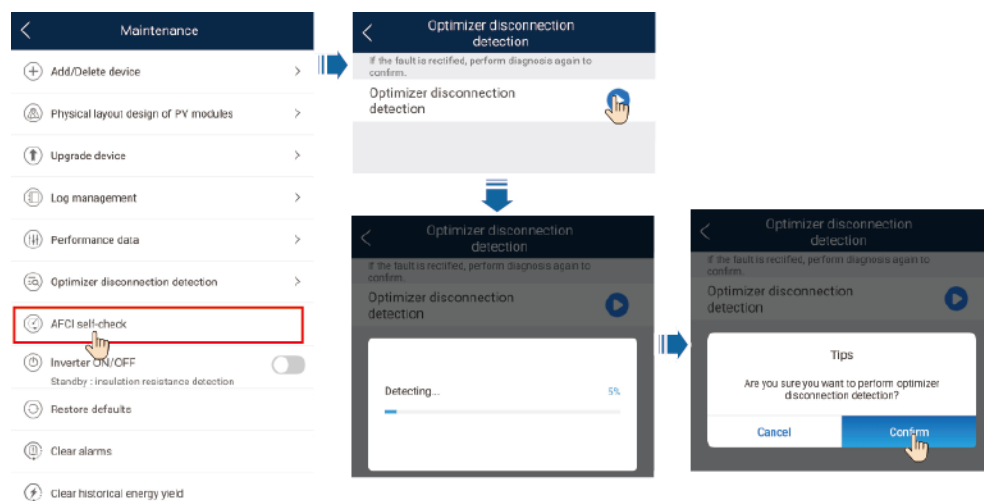 Maintenance
Add/Delete device
Physical layout design of PV modules
Upgrade device
Log management
Performance data
Optimizer disconnection detection
AFCI self-check
Inverter ON/OFF
Standby : insulation resistance detection
Restore defaults
Clear alarms
Clear historical energy yield
Optimizer disconnection
detection
If the fault is rectified, perform diagnosis again to
confirm.
Optimizer disconnection
detection
Optimizer disconnection
detection
If the fault is rectified, perform diagnosis again to
confirm.
Optimizer disconnection
detection
Detecting...
5%
Optimizer disconnection
detection
If the fault is rectified, perform diagnosis again to
confirm.
Optimizer disconnection
detection
Tips
Are you sure you want to perform optimizer
disconnection detection?
Cancel
Confirm